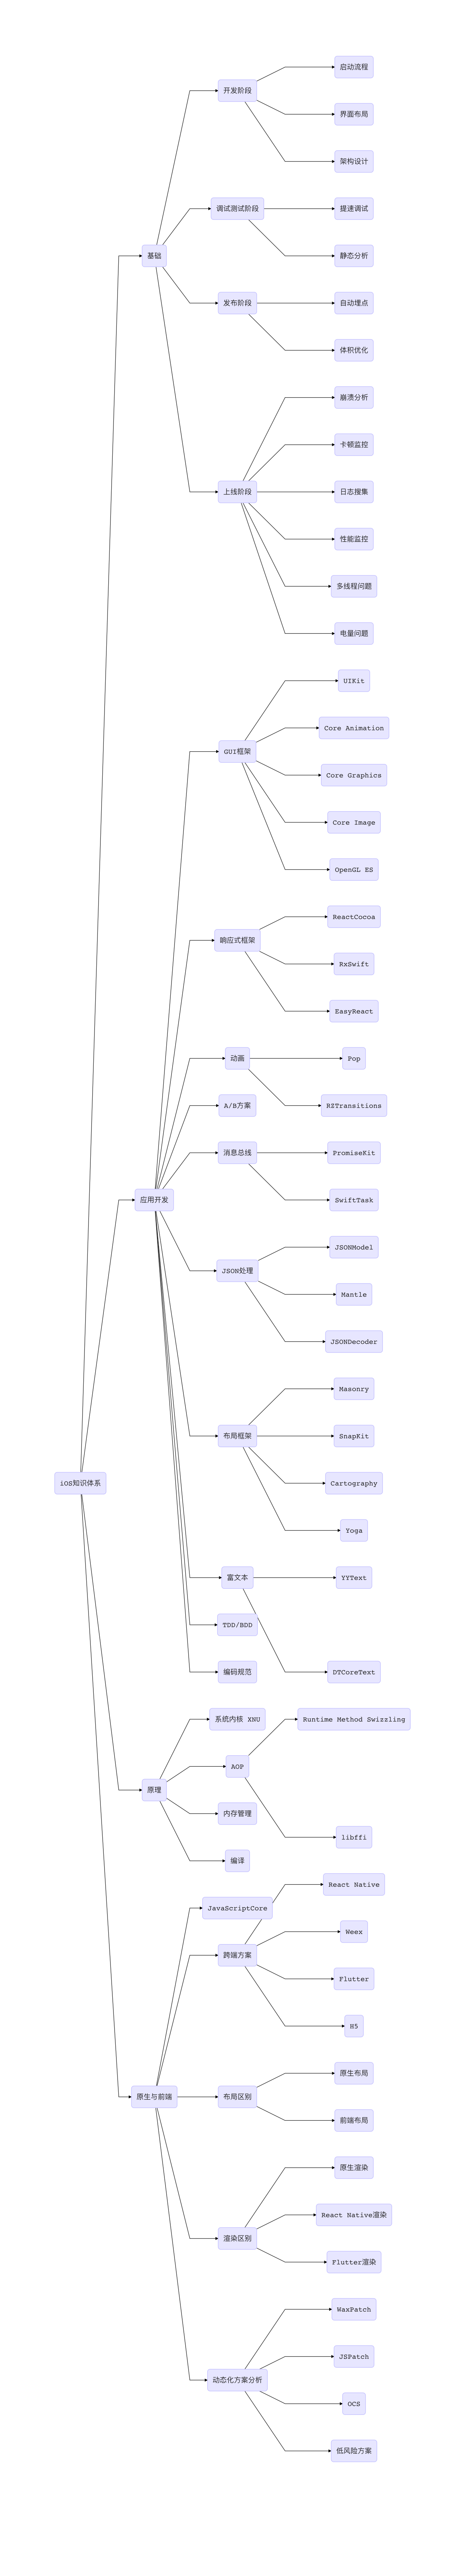 iOS知识体系
基础
开发阶段
启动流程
界面布局
架构设计
调试测试阶段
提速调试
静态分析
发布阶段
自动埋点
体积优化
上线阶段
崩溃分析
卡顿监控
日志搜集
性能监控
多线程问题
电量问题
应用开发
GUI框架
UIKit
Core Animation
Core Graphics
Core Image
OpenGL ES
响应式框架
ReactCocoa
RxSwift
EasyReact
动画
Pop
RZTransitions
A/B方案
消息总线
PromiseKit
SwiftTask
JSON处理
JSONModel
Mantle
JSONDecoder
布局框架
Masonry
SnapKit
Cartography
Yoga
富文本
YYText
DTCoreText
TDD/BDD
编码规范
原理
系统内核 XNU
AOP
Runtime Method Swizzling
libffi
内存管理
编译
原生与前端
JavaScriptCore
跨端方案
React Native
Weex
Flutter
H5
布局区别
原生布局
前端布局
渲染区别
原生渲染
React Native渲染
Flutter渲染
动态化方案分析
WaxPatch
JSPatch
OCS
低风险方案